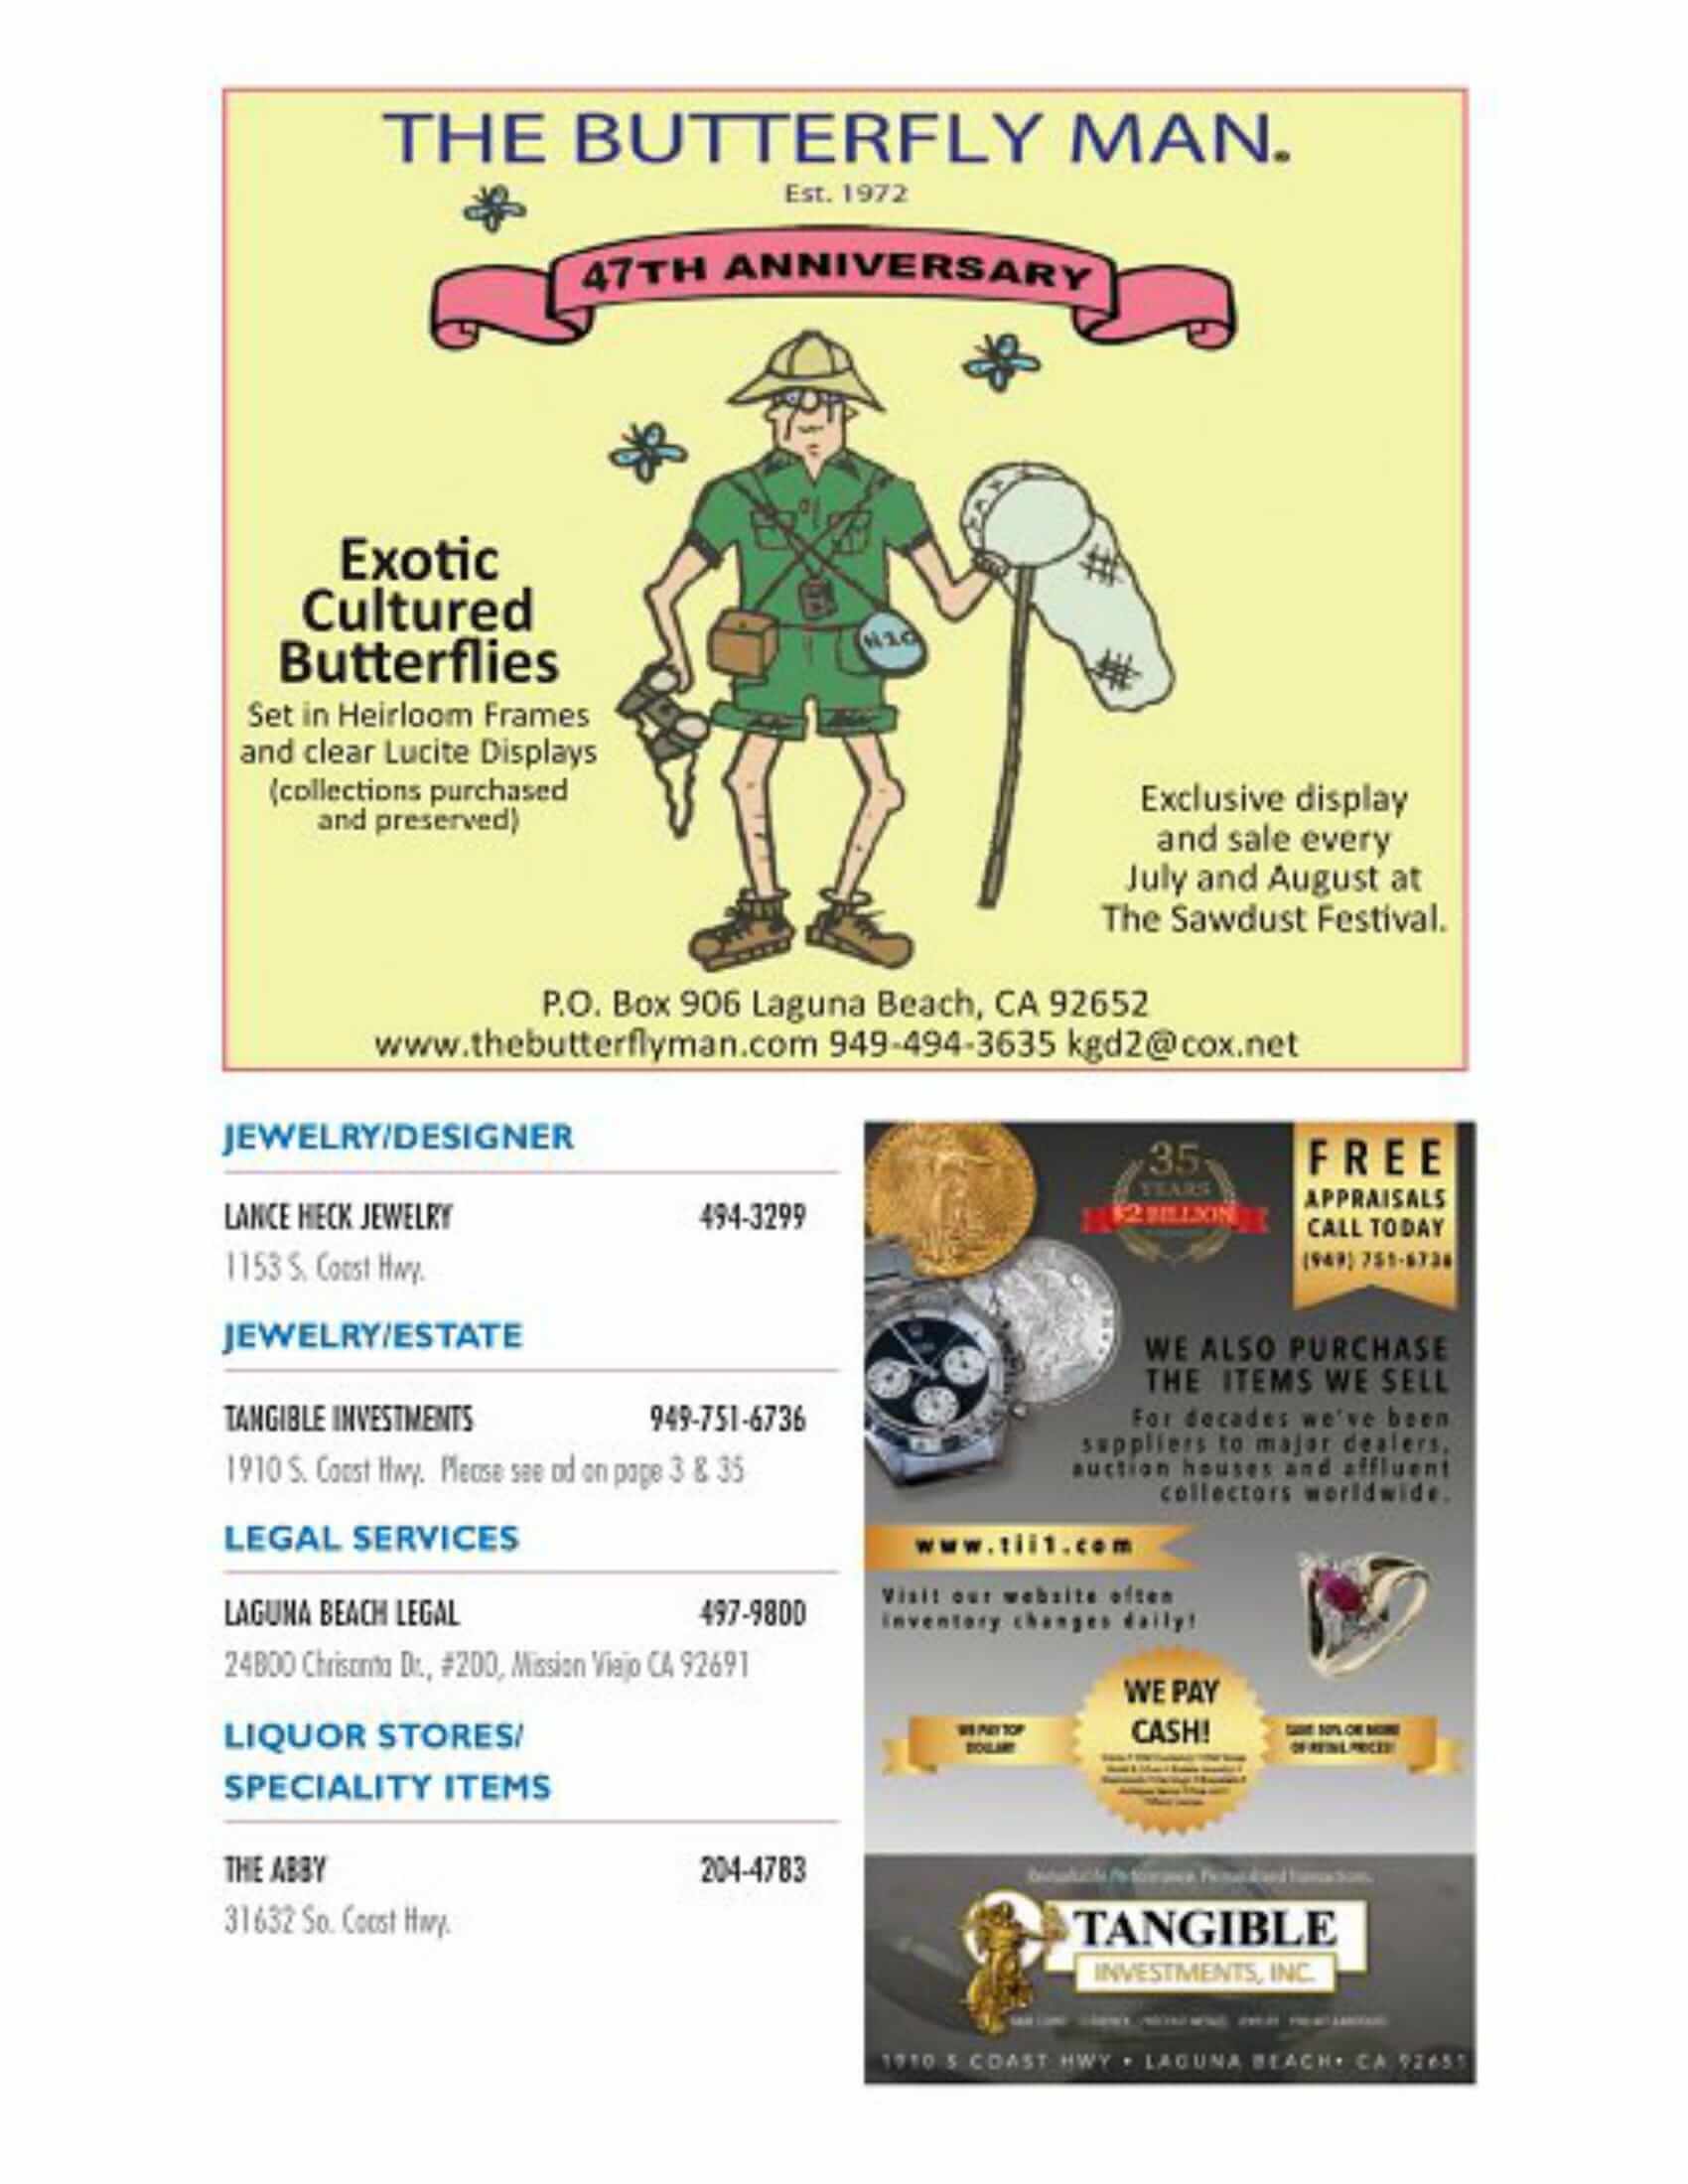 THE BUTTERFLY MAN.
Est. 1972
47TH ANNIVERSARY
H20
Exotic
Cultured
Butterflies
Set in Heirloom Frames
and clear Lucite Displays
(collections purchased
and preserved)
Exclusive display
and sale every
July and August at
The Sawdust Festival.
P.O. Box 906 Laguna Beach, CA 92652
www.thebutterflyman.com 949-494-3635 kgd2@cox.net
JEWELRY/DESIGNER
LANCE HECK JEWELRY 494-3299
1153 S. Coast Hwy.
JEWELRY/ESTATE
TANGIBLE INVESTMENTS 949-751-6736
1910 S. Coast Hwy. Please see ad on page 3 & 35
LEGAL SERVICES
LAGUNA BEACH LEGAL 497-9800
24800 Chrisanta Dr., #200, Mission Viejo CA 92691
LIQUOR STORES/
SPECIALITY ITEMS
THE ABBY 204-4783
31632 So. Coast Hwy.
35
YEARS
$2 BILLION
FREE
APPRAISALS
CALL TODAY
(949) 751-6736
WE ALSO PURCHASE
THE ITEMS WE SELL
For decades we've been
suppliers to major dealers,
auction houses and affluent
collectors worldwide.
www.tii1.com
Visit our website often
inventory changes daily!
WE PAY
CASH!
WE PAY TOP
DOLLAR!
SAVE 50% OR MORE
OF RETAIL PRICES!
TANGIBLE
INVESTMENTS, INC.
1910 S COAST HWY • LAGUNA BEACH • CA 92651